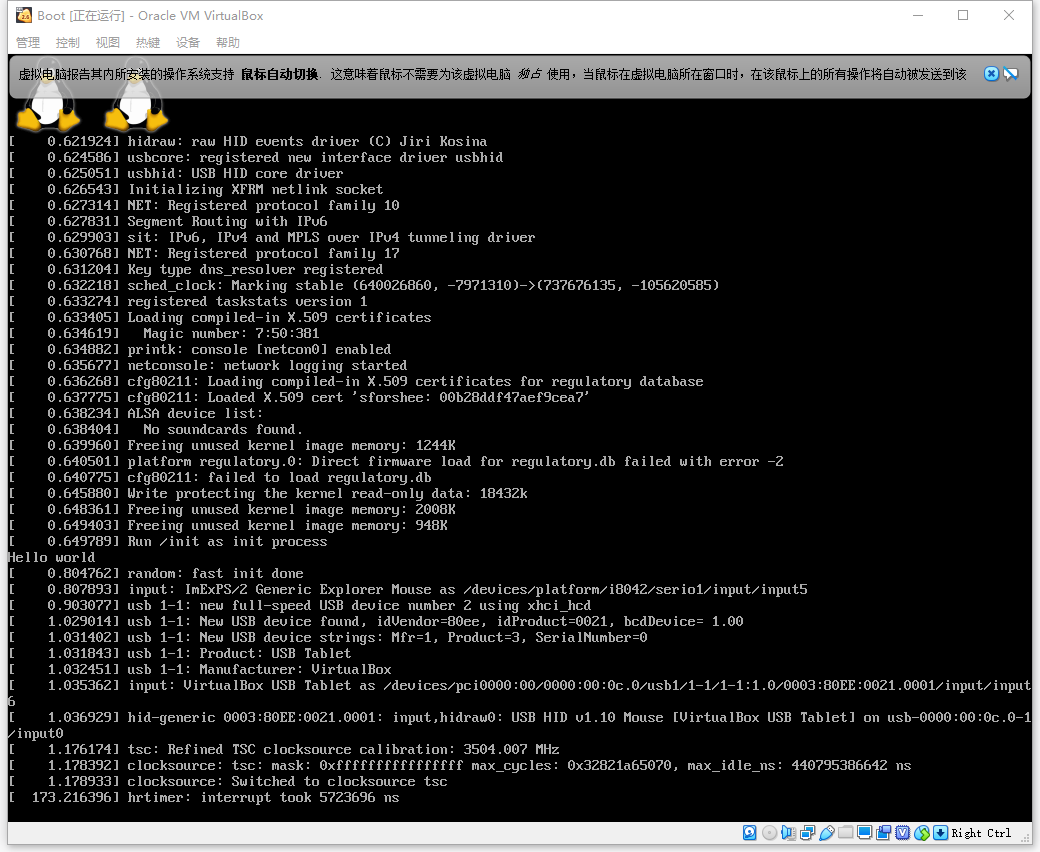 Boot [正在运行] - Oracle VM VirtualBox
管理 控制 视图 热键 设备 帮助
虚拟电脑报告其内所安装的操作系统支持 鼠标自动切换. 这意味着鼠标不需要为该虚拟电脑 独占 使用，当鼠标在虚拟电脑所在窗口时，在该鼠标上的所有操作将自动被发送到该
[    0.621924] hidraw: raw HID events driver (C) Jiri Kosina
[    0.624586] usbcore: registered new interface driver usbhid
[    0.625051] usbhid: USB HID core driver
[    0.626543] Initializing XFRM netlink socket
[    0.627314] NET: Registered protocol family 10
[    0.627831] Segment Routing with IPv6
[    0.629903] sit: IPv6, IPv4 and MPLS over IPv4 tunneling driver
[    0.630768] NET: Registered protocol family 17
[    0.631204] Key type dns_resolver registered
[    0.632218] sched_clock: Marking stable (640026860, -7971310)->(737676135, -105620585)
[    0.633274] registered taskstats version 1
[    0.633405] Loading compiled-in X.509 certificates
[    0.634619]   Magic number: 7:50:381
[    0.634882] printk: console [netcon0] enabled
[    0.635677] netconsole: network logging started
[    0.636268] cfg80211: Loading compiled-in X.509 certificates for regulatory database
[    0.637775] cfg80211: Loaded X.509 cert 'sforshee: 00b28ddf47aef9cea7'
[    0.638234] ALSA device list:
[    0.638404]   No soundcards found.
[    0.639960] Freeing unused kernel image memory: 1244K
[    0.640501] platform regulatory.0: Direct firmware load for regulatory.db failed with error -2
[    0.640775] cfg80211: failed to load regulatory.db
[    0.645880] Write protecting the kernel read-only data: 18432k
[    0.648361] Freeing unused kernel image memory: 2008K
[    0.649403] Freeing unused kernel image memory: 948K
[    0.649789] Run /init as init process
Hello world
[    0.804762] random: fast init done
[    0.807893] input: ImExPS/2 Generic Explorer Mouse as /devices/platform/i8042/serio1/input/input5
[    0.903077] usb 1-1: new full-speed USB device number 2 using xhci_hcd
[    1.029014] usb 1-1: New USB device found, idVendor=80ee, idProduct=0021, bcdDevice= 1.00
[    1.031402] usb 1-1: New USB device strings: Mfr=1, Product=3, SerialNumber=0
[    1.031843] usb 1-1: Product: USB Tablet
[    1.032451] usb 1-1: Manufacturer: VirtualBox
[    1.035362] input: VirtualBox USB Tablet as /devices/pci0000:00/0000:00:0c.0/usb1/1-1/1-1:1.0/0003:80EE:0021.0001/input/input
6
[    1.036929] hid-generic 0003:80EE:0021.0001: input,hidraw0: USB HID v1.10 Mouse [VirtualBox USB Tablet] on usb-0000:00:0c.0-1
/input0
[    1.176174] tsc: Refined TSC clocksource calibration: 3504.007 MHz
[    1.178392] clocksource: tsc: mask: 0xffffffffffffffff max_cycles: 0x32821a65070, max_idle_ns: 440795386642 ns
[    1.178933] clocksource: Switched to clocksource tsc
[  173.216396] hrtimer: interrupt took 5723696 ns
Right Ctrl